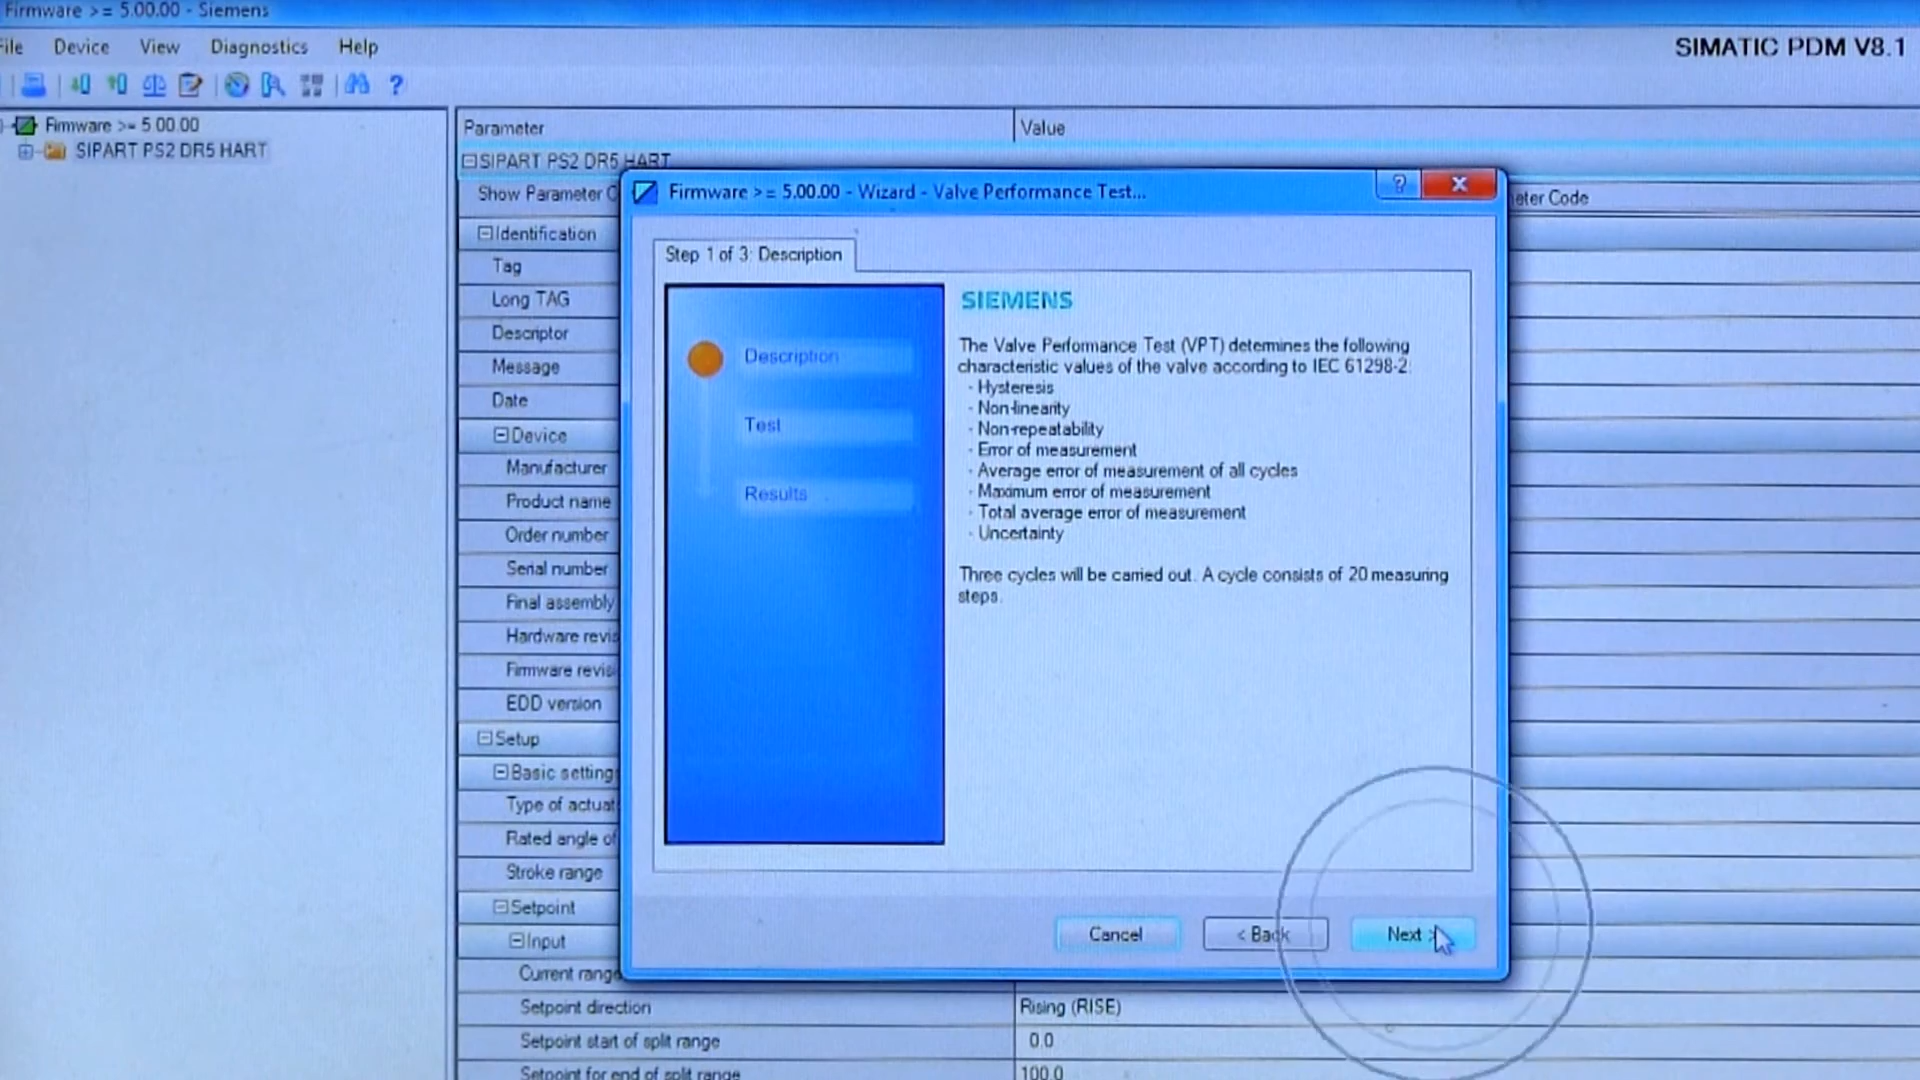 Firmware >= 5.00.00 - Siemens
File Device View Diagnostics Help
SIMATIC PDM V8.1
Firmware >= 5.00.00
SIPART PS2 DR5 HART
Parameter Value
SIPART PS2 DR5 HART
Show Parameter
Code
Identification
Tag
Long TAG
Descriptor
Message
Date
Device
Manufacturer
Product name
Order number
Serial number
Final assembly
Hardware
Firmware
EDD version
Setup
Basic
Type of
Rated angle
Stroke range
Setpoint
Input
Current
Setpoint direction Rising (RISE)
Setpoint start of split range 0.0
Setpoint for end of split range 100.0
Firmware >= 5.00.00 - Wizard - Valve Performance Test...
Step 1 of 3: Description
Description
Test
Results
SIEMENS
The Valve Performance Test (VPT) determines the following
characteristic values of the valve according to IEC 61298-2:
- Hysteresis
- Non-linearity
- Non-repeatability
- Error of measurement
- Average error of measurement of all cycles
- Maximum error of measurement
- Total average error of measurement
- Uncertainty
Three cycles will be carried out. A cycle consists of 20 measuring
steps.
Cancel < Back Next >